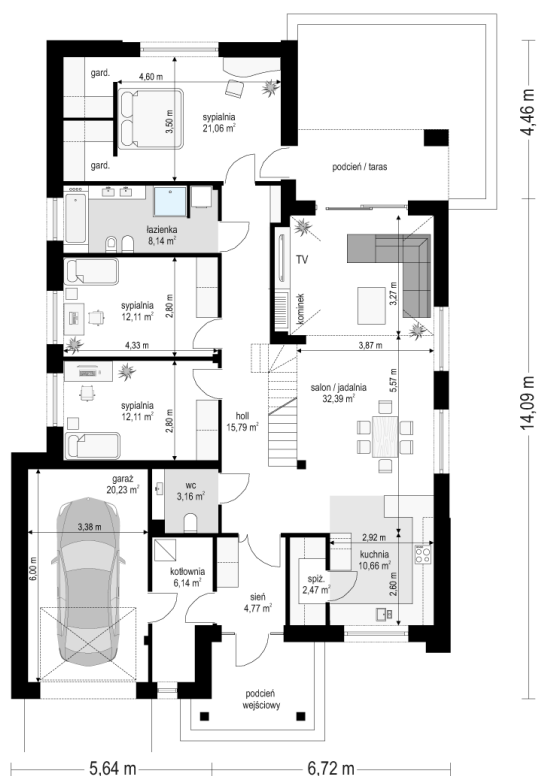 gard.
4,60 m
3,50 m
sypialnia
21,06 m²
gard.
4,46 m
podcień / taras
łazienka
8,14 m²
TV
kominek
3,27 m
sypialnia
12,11 m²
2,80 m
4,33 m
3,87 m
5,57 m
salon / jadalnia
32,39 m²
sypialnia
12,11 m²
2,80 m
holl
15,79 m²
14,09 m
garaż
20,23 m²
wc
3,16 m²
3,38 m
6,00 m
2,92 m
kuchnia
10,66 m²
2,60 m
kotłownia
6,14 m²
spiż.
2,47 m²
sień
4,77 m²
podcień
wejściowy
5,64 m
6,72 m